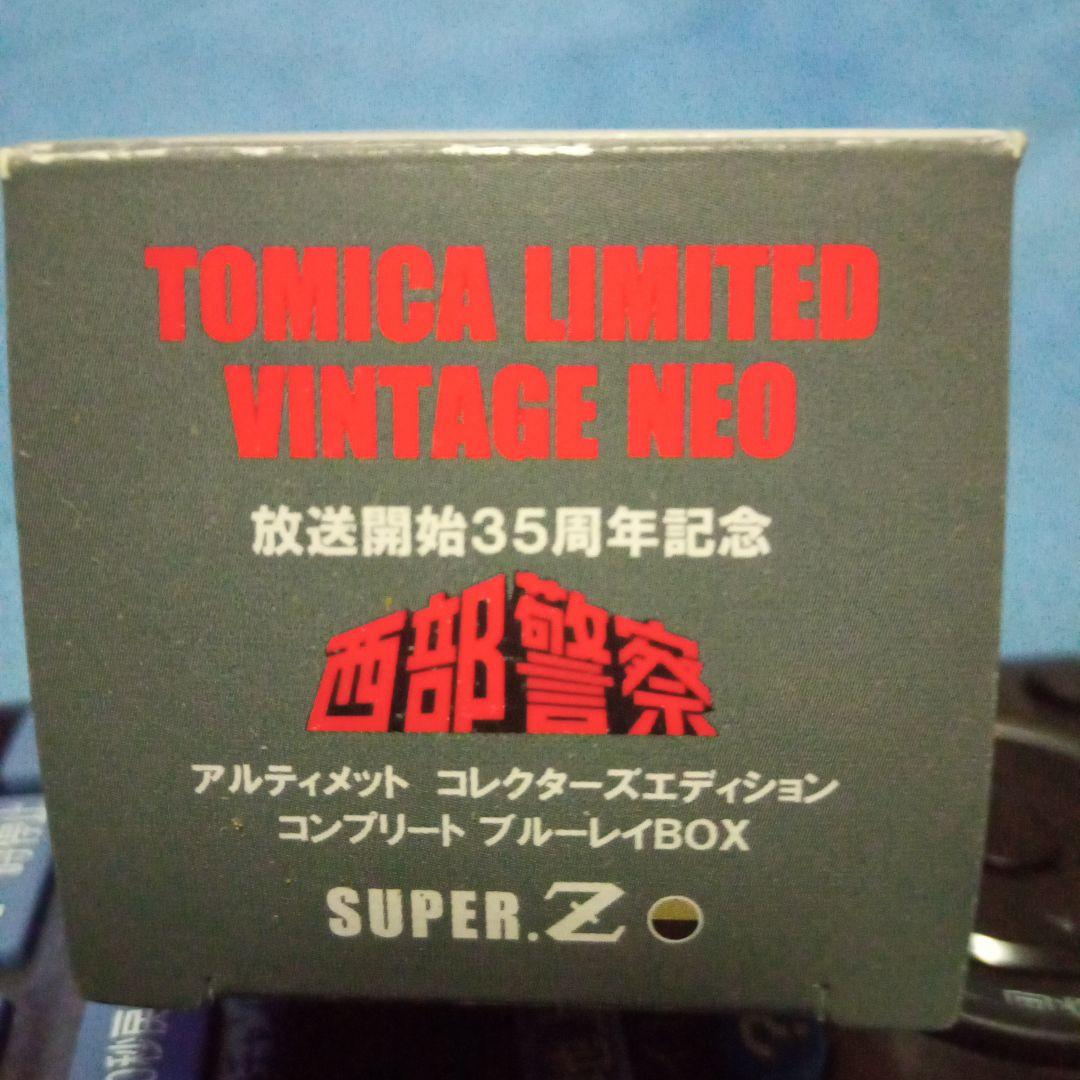 TOMICA LIMITED
VINTAGE NEO
放送開始35周年記念
西部警察
アルティメット コレクターズエディション
コンプリート ブルーレイBOX
SUPER.Z